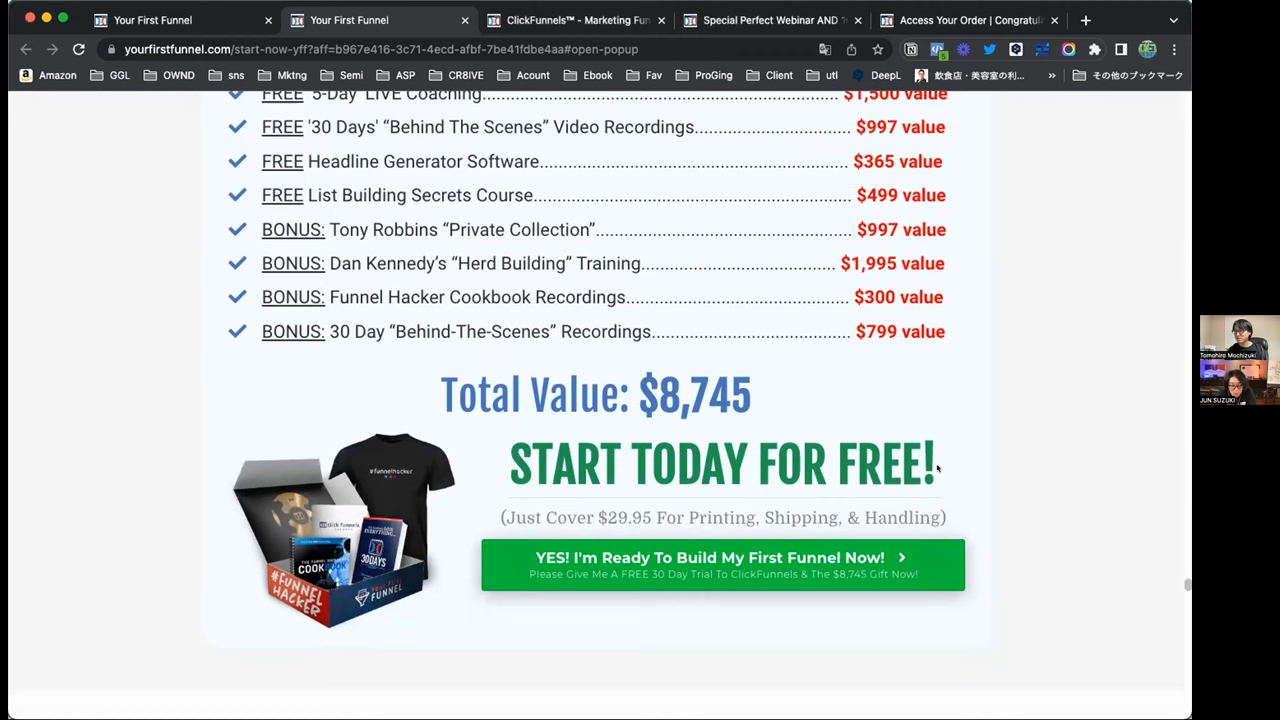 Your First Funnel
Your First Funnel
ClickFunnels™ - Marketing Fun
Special Perfect Webinar AND
Access Your Order | Congratul
yourfirstfunnel.com/start-now-yff?aff=b967e416-3c71-4ecd-afbf-7be41fdbe4aa#open-popup
Amazon
GGL
OWND
sns
Mktng
Semi
ASP
CR8IVE
Acount
Ebook
Fav
ProGing
Client
utl
DeepL
飲食店・美容室の利...
»
その他のブックマーク
FREE '5-Day' LIVE Coaching.......... $1,500 value
FREE '30 Days' “Behind The Scenes” Video Recordings.......... $997 value
FREE Headline Generator Software.......... $365 value
FREE List Building Secrets Course.......... $499 value
BONUS: Tony Robbins “Private Collection”.......... $997 value
BONUS: Dan Kennedy’s “Herd Building” Training.......... $1,995 value
BONUS: Funnel Hacker Cookbook Recordings.......... $300 value
BONUS: 30 Day “Behind-The-Scenes” Recordings.......... $799 value
Total Value: $8,745
START TODAY FOR FREE!
(Just Cover $29.95 For Printing, Shipping, & Handling)
YES! I'm Ready To Build My First Funnel Now!
Please Give Me A FREE 30 Day Trial To ClickFunnels & The $8,745 Gift Now!
#funnelhacker
click funnels
COOKBOOK
30DAYS
#FUNNEL
HACKER
FUNNEL
Tomohiro Mochizuki
JUN SUZUKI